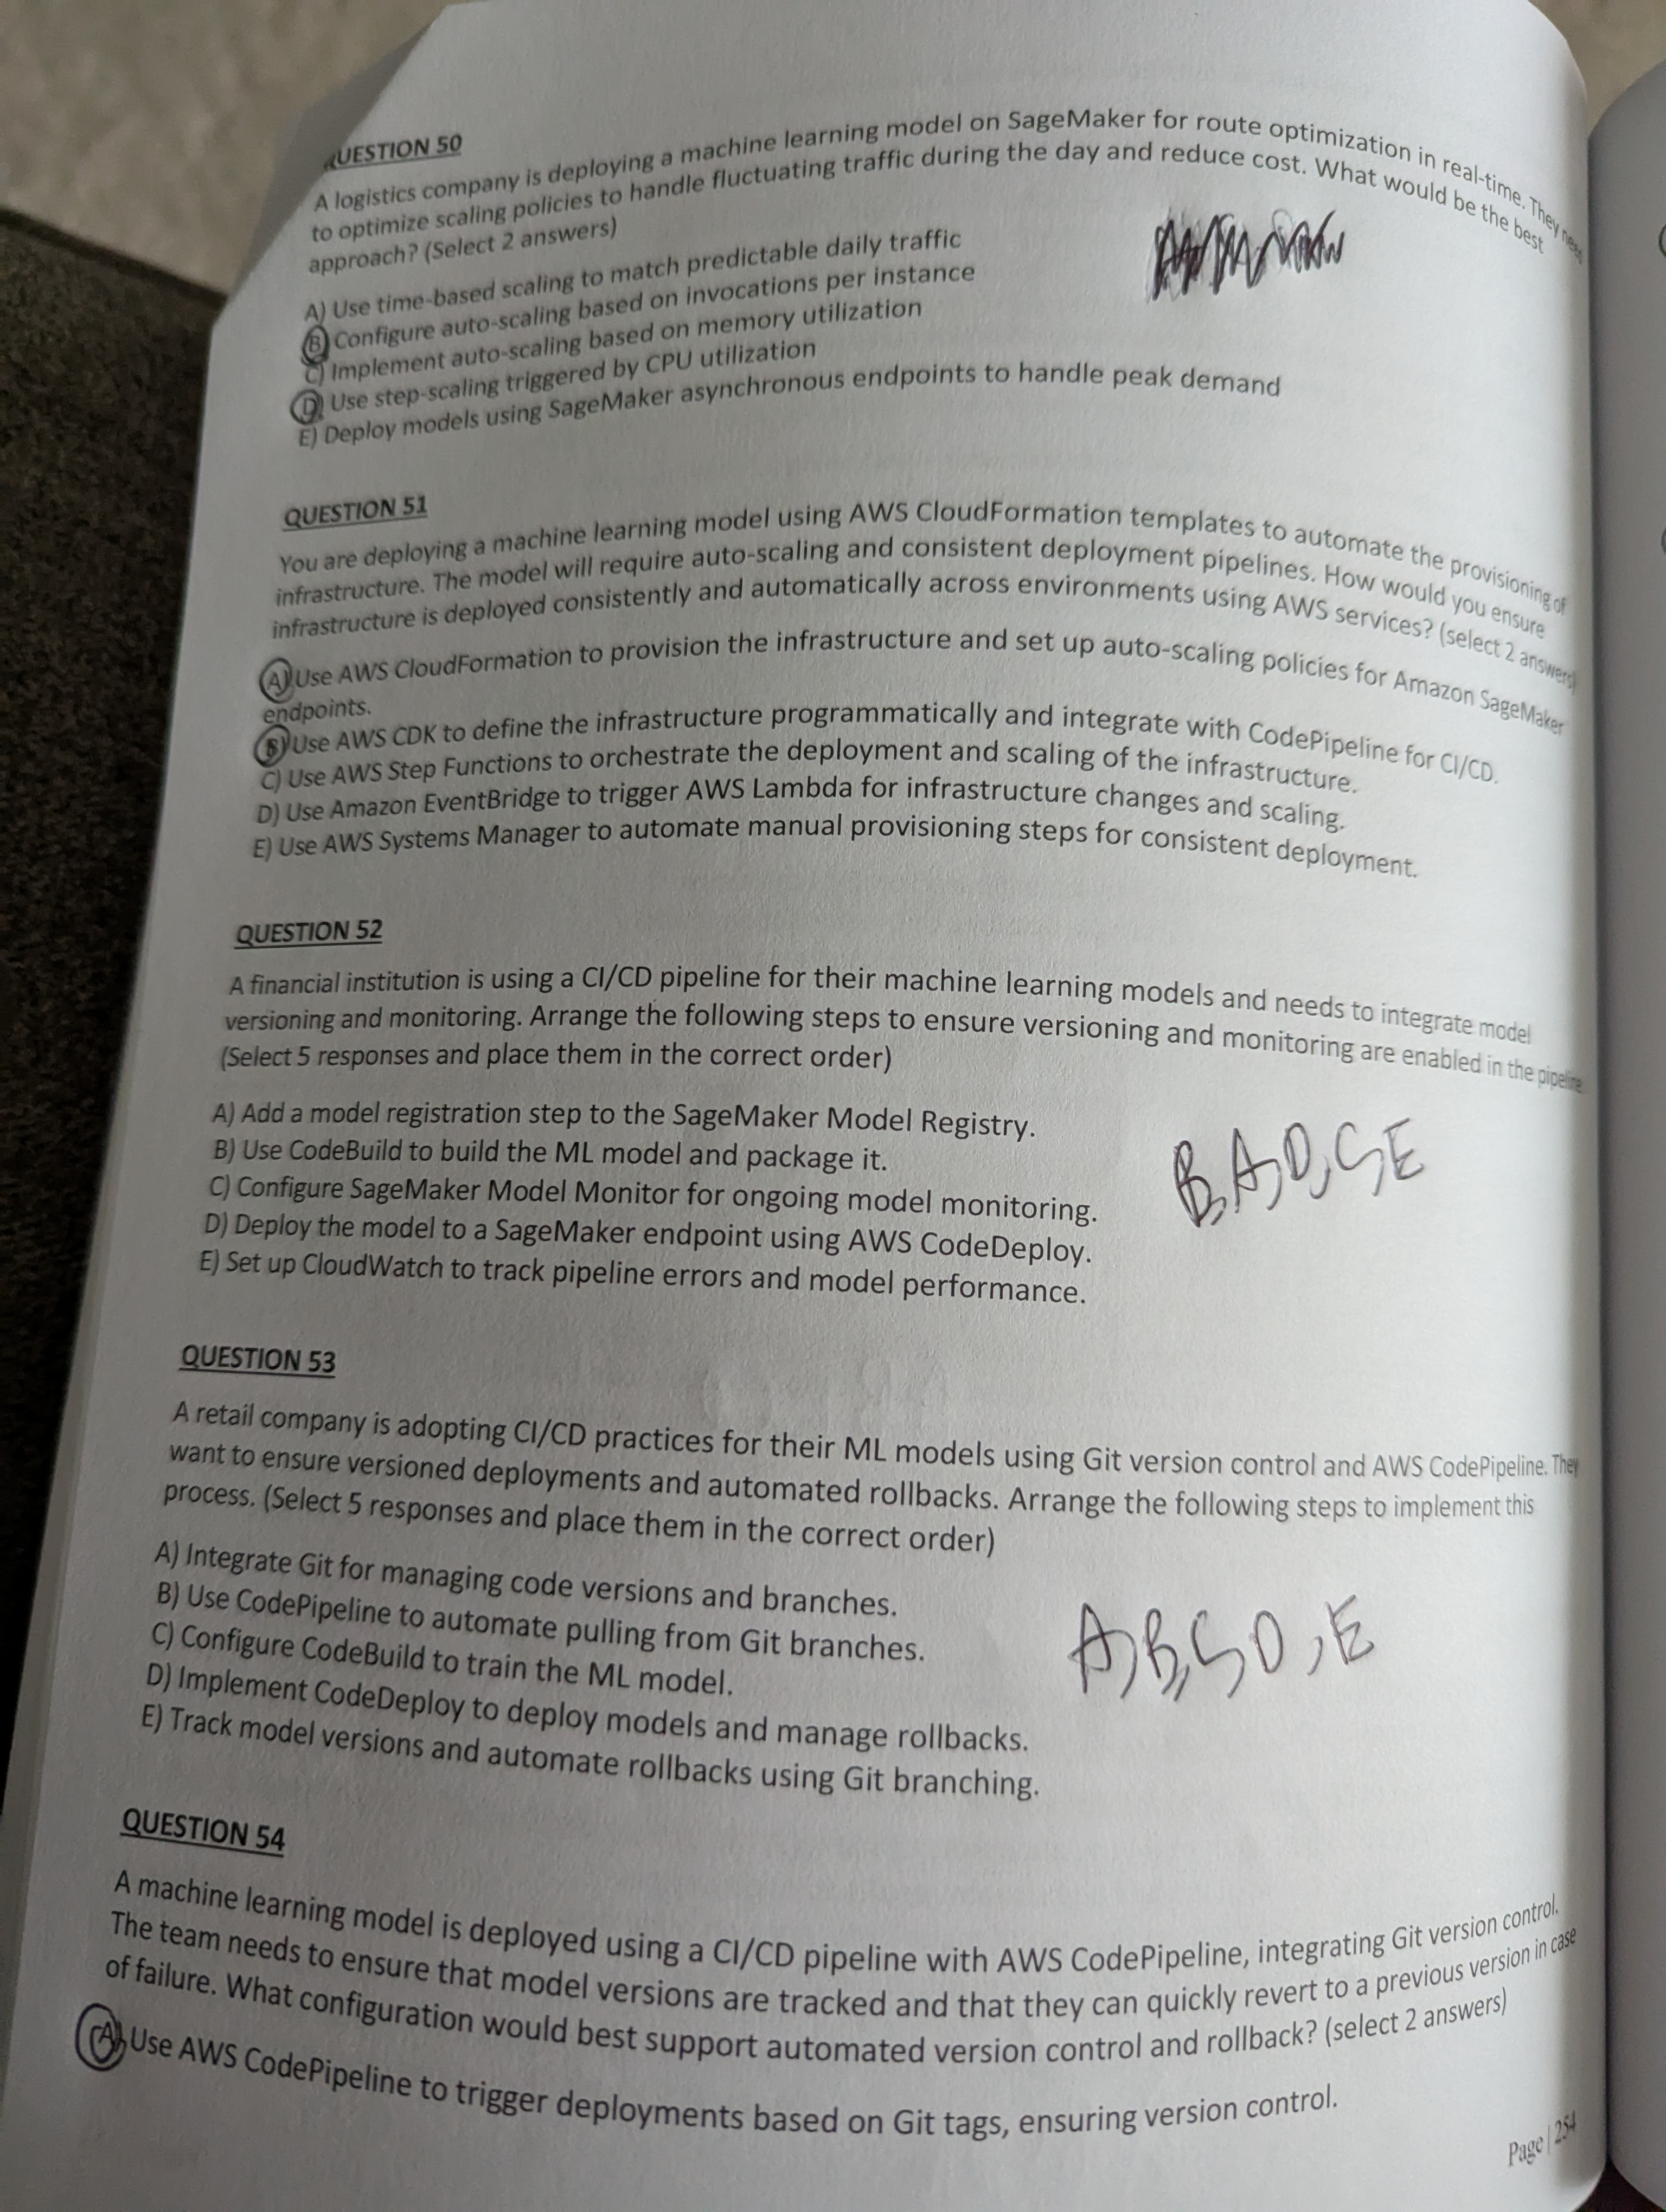 QUESTION 50
A logistics company is deploying a machine learning model on SageMaker for route optimization in real-time. They need
to optimize scaling policies to handle fluctuating traffic during the day and reduce cost. What would be the best
approach? (Select 2 answers)
A) Use time-based scaling to match predictable daily traffic
B) Configure auto-scaling based on invocations per instance
C) Implement auto-scaling based on memory utilization
D) Use step-scaling triggered by CPU utilization
E) Deploy models using SageMaker asynchronous endpoints to handle peak demand
QUESTION 51
You are deploying a machine learning model using AWS CloudFormation templates to automate the provisioning of
infrastructure. The model will require auto-scaling and consistent deployment pipelines. How would you ensure
infrastructure is deployed consistently and automatically across environments using AWS services? (select 2 answers)
A) Use AWS CloudFormation to provision the infrastructure and set up auto-scaling policies for Amazon SageMaker
endpoints.
B) Use AWS CDK to define the infrastructure programmatically and integrate with CodePipeline for CI/CD.
C) Use AWS Step Functions to orchestrate the deployment and scaling of the infrastructure.
D) Use Amazon EventBridge to trigger AWS Lambda for infrastructure changes and scaling.
E) Use AWS Systems Manager to automate manual provisioning steps for consistent deployment.
QUESTION 52
A financial institution is using a CI/CD pipeline for their machine learning models and needs to integrate model
versioning and monitoring. Arrange the following steps to ensure versioning and monitoring are enabled in the pipeline
(Select 5 responses and place them in the correct order)
A) Add a model registration step to the SageMaker Model Registry.
B) Use CodeBuild to build the ML model and package it.
C) Configure SageMaker Model Monitor for ongoing model monitoring.
D) Deploy the model to a SageMaker endpoint using AWS CodeDeploy.
E) Set up CloudWatch to track pipeline errors and model performance.
B, A, D, C, E
QUESTION 53
A retail company is adopting CI/CD practices for their ML models using Git version control and AWS CodePipeline. They
want to ensure versioned deployments and automated rollbacks. Arrange the following steps to implement this
process. (Select 5 responses and place them in the correct order)
A) Integrate Git for managing code versions and branches.
B) Use CodePipeline to automate pulling from Git branches.
C) Configure CodeBuild to train the ML model.
D) Implement CodeDeploy to deploy models and manage rollbacks.
E) Track model versions and automate rollbacks using Git branching.
A, B, C, D, E
QUESTION 54
A machine learning model is deployed using a CI/CD pipeline with AWS CodePipeline, integrating Git version control.
The team needs to ensure that model versions are tracked and that they can quickly revert to a previous version in case
of failure. What configuration would best support automated version control and rollback? (select 2 answers)
A) Use AWS CodePipeline to trigger deployments based on Git tags, ensuring version control.
Page | 254